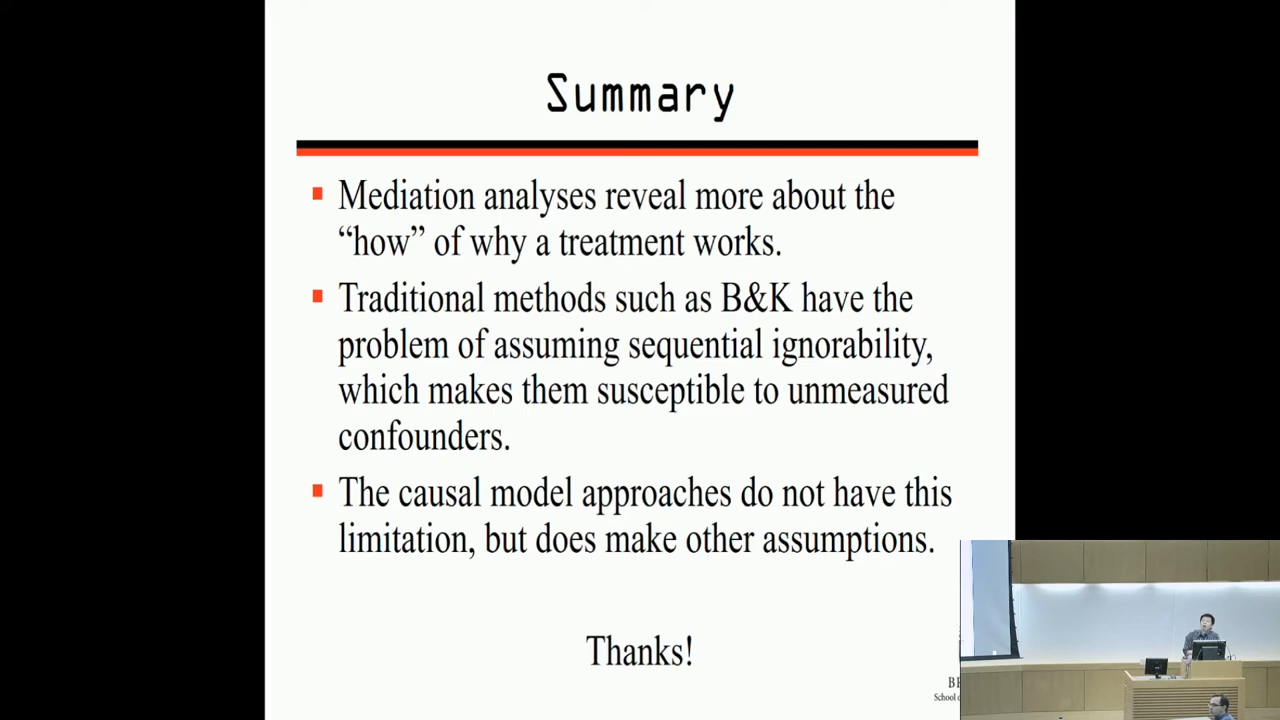 Summary
Mediation analyses reveal more about the
“how” of why a treatment works.
Traditional methods such as B&K have the
problem of assuming sequential ignorability,
which makes them susceptible to unmeasured
confounders.
The causal model approaches do not have this
limitation, but does make other assumptions.
Thanks!
School